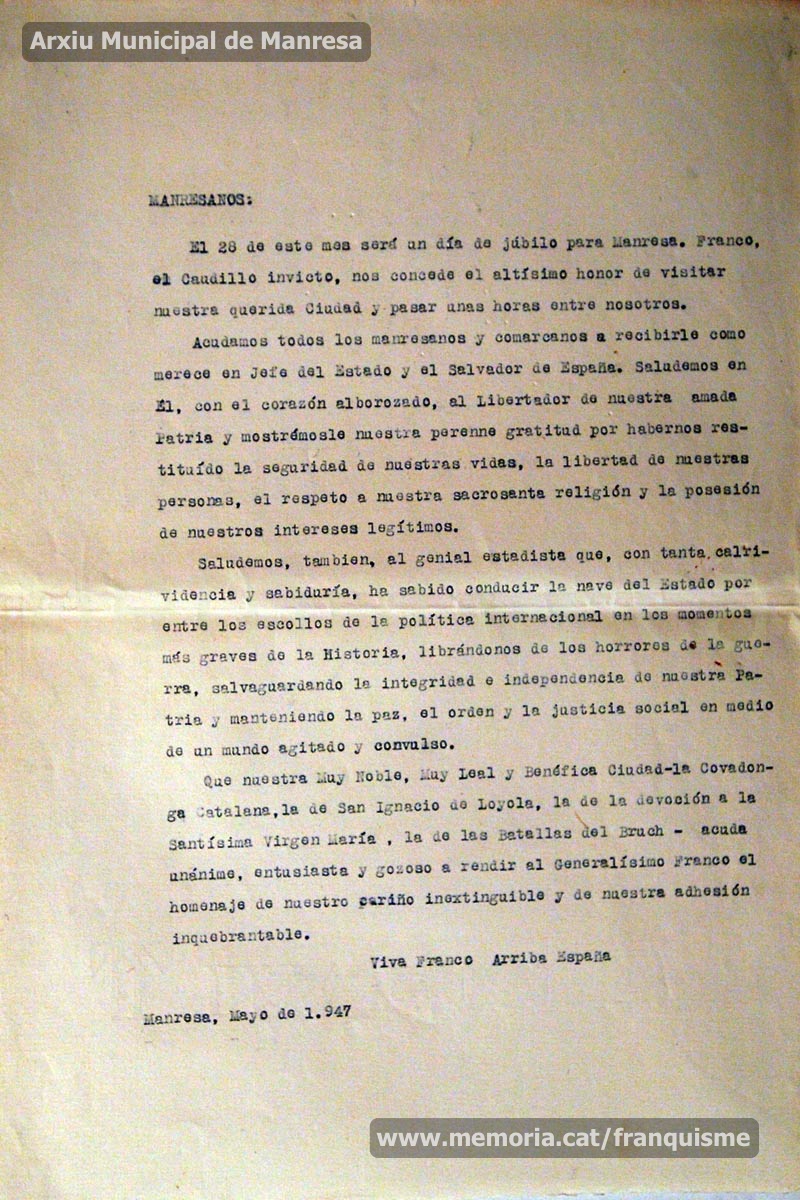 Arxiu Municipal de Manresa
MANRESANOS:
El 28 de este mes será un día de júbilo para Manresa. Franco,
el Caudillo invicto, nos concede el altísimo honor de visitar
nuestra querida Ciudad y pasar unas horas entre nosotros.
Acudamos todos los manresanos y comarcanos a recibirle como
merece en Jefe del Estado y el Salvador de España. Saludemos en
Él, con el corazón alborozado, al Libertador de nuestra amada
Patria y mostrémosle nuestra perenne gratitud por habernos res-
tituído la seguridad de nuestras vidas, la libertad de nuestras
personas, el respeto a nuestra sacrosanta religión y la posesión
de nuestros intereses legítimos.
Saludemos, tambien, al genial estadista que, con tanta calri-
videncia y sabiduría, ha sabido conducir la nave del Estado por
entre los escollos de la política internacional en los momentos
más graves de la Historia, librándonos de los horrores de la gue-
rra, salvaguardando la integridad e independencia de nuestra Pa-
tria y manteniendo la paz, el orden y la justicia social en medio
de un mundo agitado y convulso.
Que nuestra Muy Noble, Muy Leal y Benéfica Ciudad-la Covadon-
ga Catalana,la de San Ignacio de Loyola, la de la devoción a la
Santísima Virgen María , la de las Batallas del Bruch - acuda
unánime, entusiasta y gozoso a rendir al Generalísimo Franco el
homenaje de nuestro cariño inextinguible y de nuestra adhesión
inquebrantable.
Viva Franco Arriba España
Manresa, Mayo de 1.947
www.memoria.cat/franquisme